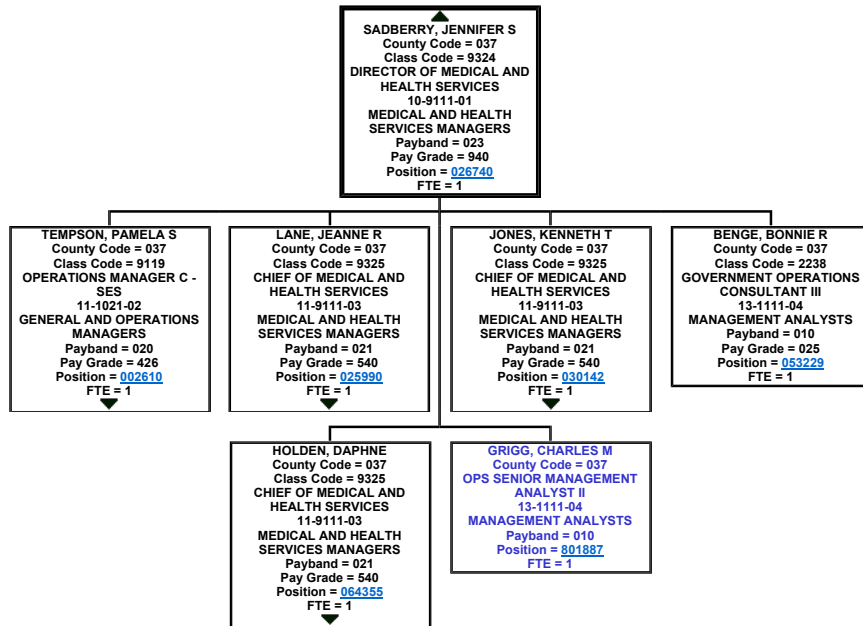 SADBERRY, JENNIFER S
County Code = 037
Class Code = 9324
DIRECTOR OF MEDICAL AND
HEALTH SERVICES
10-9111-01
MEDICAL AND HEALTH
SERVICES MANAGERS
Payband = 023
Pay Grade = 940
Position = 026740
FTE = 1
TEMPSON, PAMELA S
County Code = 037
Class Code = 9119
OPERATIONS MANAGER C -
SES
11-1021-02
GENERAL AND OPERATIONS
MANAGERS
Payband = 020
Pay Grade = 426
Position = 002610
FTE = 1
LANE, JEANNE R
County Code = 037
Class Code = 9325
CHIEF OF MEDICAL AND
HEALTH SERVICES
11-9111-03
MEDICAL AND HEALTH
SERVICES MANAGERS
Payband = 021
Pay Grade = 540
Position = 025990
FTE = 1
JONES, KENNETH T
County Code = 037
Class Code = 9325
CHIEF OF MEDICAL AND
HEALTH SERVICES
11-9111-03
MEDICAL AND HEALTH
SERVICES MANAGERS
Payband = 021
Pay Grade = 540
Position = 030142
FTE = 1
BENGE, BONNIE R
County Code = 037
Class Code = 2238
GOVERNMENT OPERATIONS
CONSULTANT III
13-1111-04
MANAGEMENT ANALYSTS
Payband = 010
Pay Grade = 025
Position = 053229
FTE = 1
HOLDEN, DAPHNE
County Code = 037
Class Code = 9325
CHIEF OF MEDICAL AND
HEALTH SERVICES
11-9111-03
MEDICAL AND HEALTH
SERVICES MANAGERS
Payband = 021
Pay Grade = 540
Position = 064355
FTE = 1
GRIGG, CHARLES M
County Code = 037
OPS SENIOR MANAGEMENT
ANALYST II
13-1111-04
MANAGEMENT ANALYSTS
Payband = 010
Position = 801887
FTE = 1